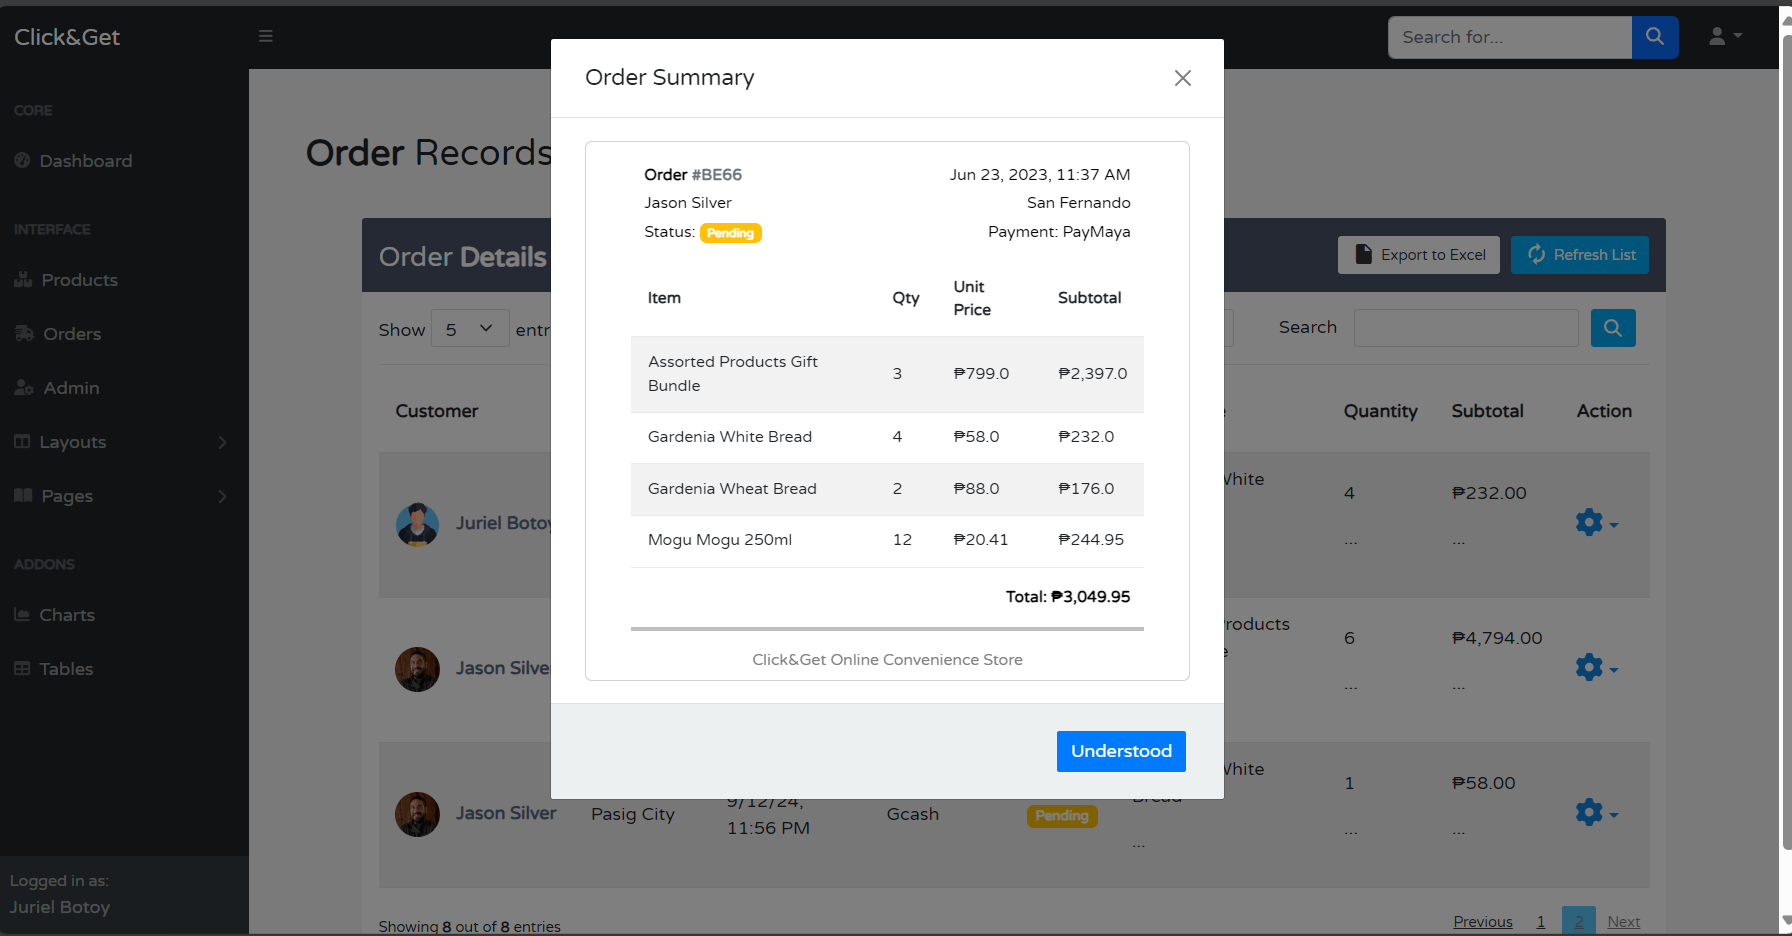 Click&Get
Search for...
CORE
Dashboard
INTERFACE
Products
Orders
Admin
Layouts
Pages
ADDONS
Charts
Tables
Logged in as:
Juriel Botoy
Order Records
Order Details
Export to Excel
Refresh List
Show 5 entr
Search
Customer
Quantity Subtotal Action
Juriel Botoy
White
4 ₱232.00
... ...
Jason Silver
Products
6 ₱4,794.00
e
... ...
Jason Silver Pasig City
9/12/24,
11:56 PM
Gcash
Pending
White
Bread
...
1 ₱58.00
... ...
Showing 8 out of 8 entries
Previous 1 2 Next
Order Summary
Order #BE66 Jun 23, 2023, 11:37 AM
Jason Silver San Fernando
Status: Pending Payment: PayMaya
Item Qty Unit Price Subtotal
Assorted Products Gift
Bundle
3 ₱799.0 ₱2,397.0
Gardenia White Bread 4 ₱58.0 ₱232.0
Gardenia Wheat Bread 2 ₱88.0 ₱176.0
Mogu Mogu 250ml 12 ₱20.41 ₱244.95
Total: ₱3,049.95
Click&Get Online Convenience Store
Understood